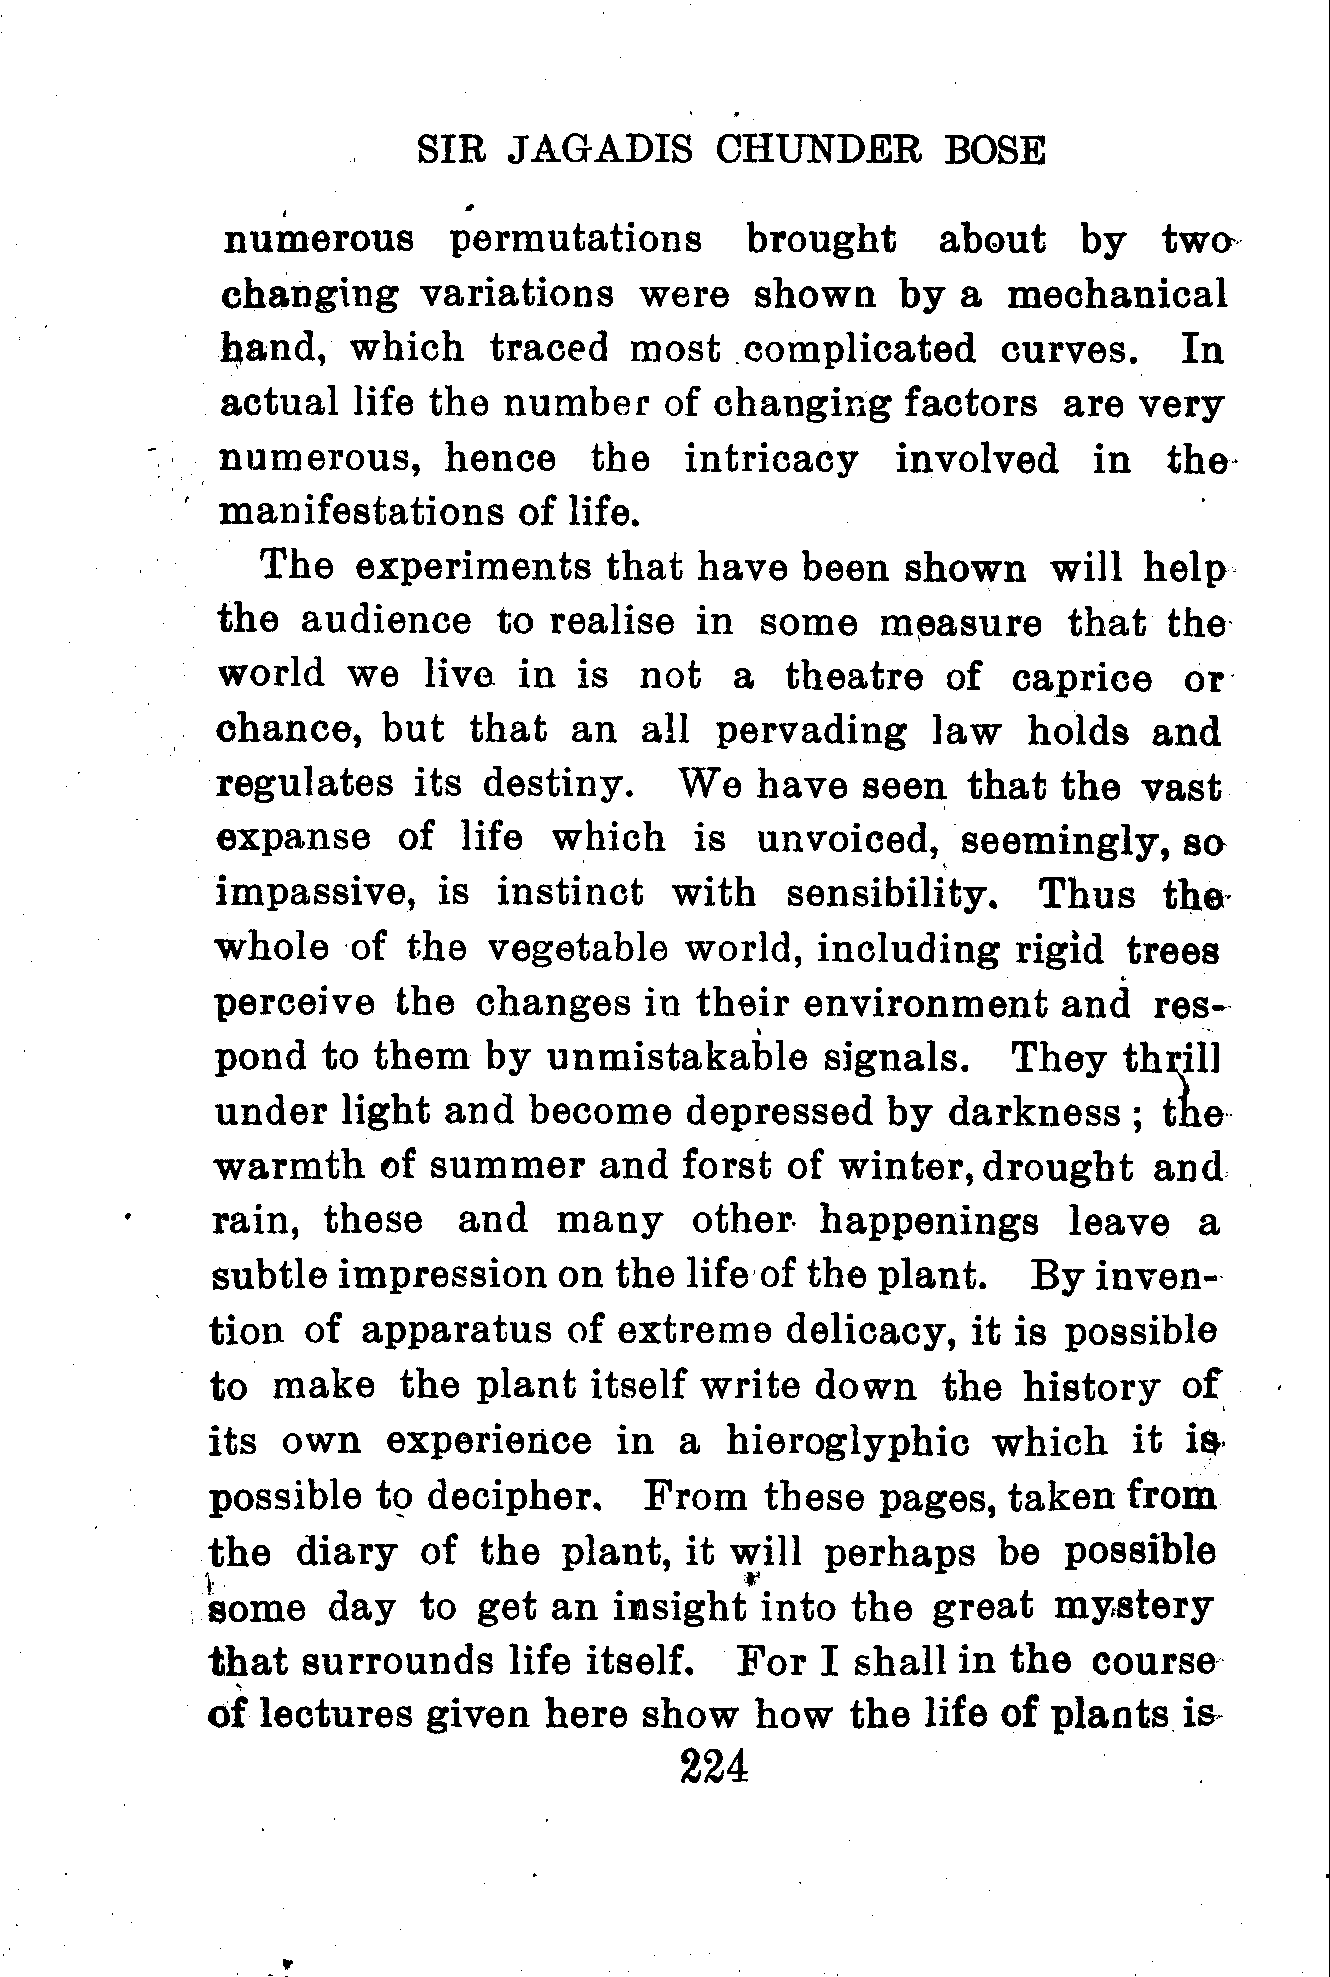 SIR JAGADIS CHUNDER BOSE
numerous permutations brought about by two
changing variations were shown by a mechanical
hand, which traced most complicated curves. In
actual life the number of changing factors are very
numerous, hence the intricacy involved in the
manifestations of life.
The experiments that have been shown will help
the audience to realise in some measure that the
world we live in is not a theatre of caprice or
chance, but that an all pervading law holds and
regulates its destiny. We have seen that the vast
expanse of life which is unvoiced, seemingly, so
impassive, is instinct with sensibility. Thus the
whole of the vegetable world, including rigid trees
perceive the changes in their environment and res-
pond to them by unmistakable signals. They thrill
under light and become depressed by darkness ; the
warmth of summer and forst of winter, drought and
rain, these and many other happenings leave a
subtle impression on the life of the plant. By inven-
tion of apparatus of extreme delicacy, it is possible
to make the plant itself write down the history of
its own experience in a hieroglyphic which it is
possible to decipher. From these pages, taken from
the diary of the plant, it will perhaps be possible
some day to get an insight into the great mystery
that surrounds life itself. For I shall in the course
of lectures given here show how the life of plants is
224